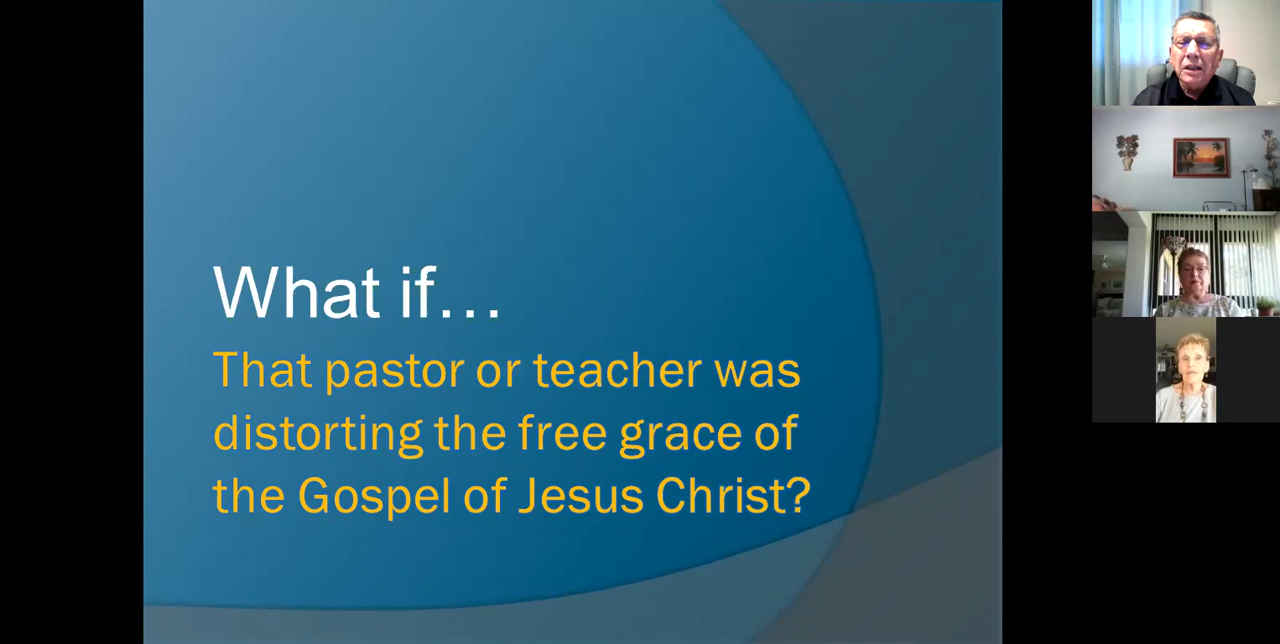 What if…
That pastor or teacher was
distorting the free grace of
the Gospel of Jesus Christ?